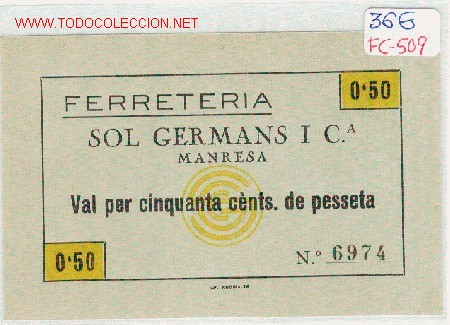 www.TODOCOLECCION.NET
36€
FC-509
FERRETERIA
0'50
SOL GERMANS I C.A
MANRESA
Val per cinquanta cènts. de pesseta
0'50
N.º 6974